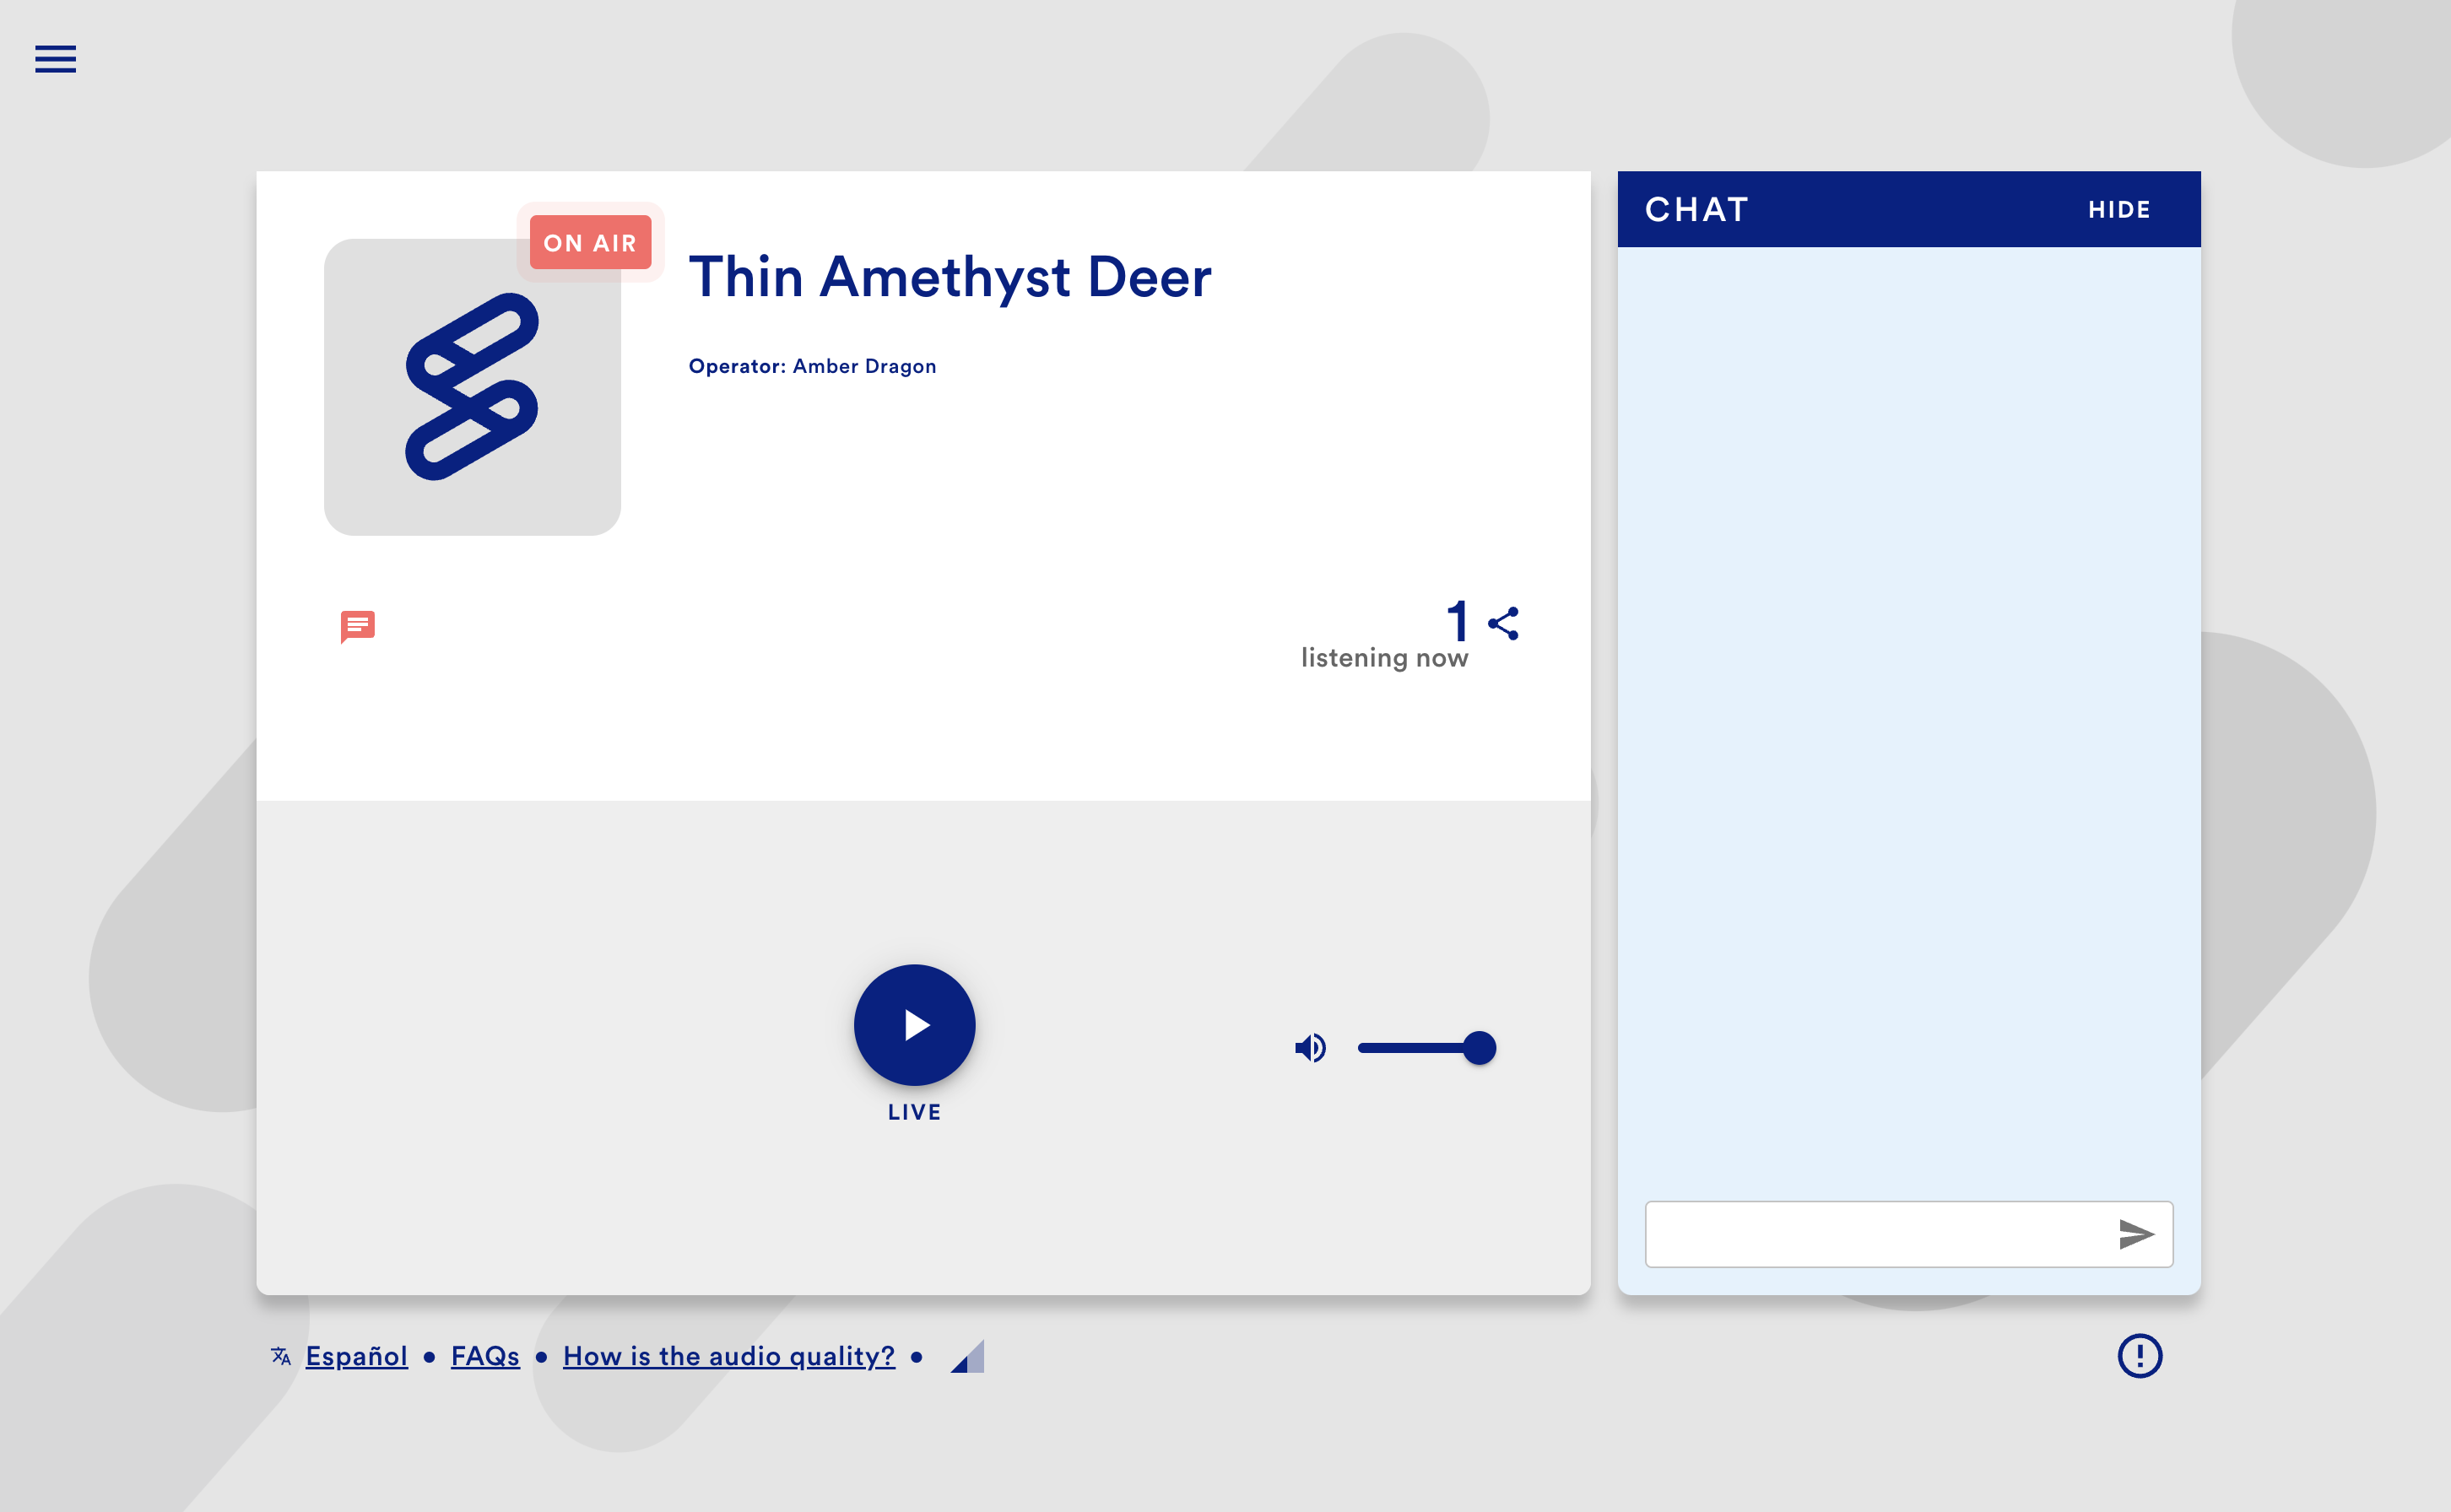 ON AIR
Thin Amethyst Deer
Operator: Amber Dragon
1
listening now
LIVE
CHAT
HIDE
Español • FAQs • How is the audio quality? •